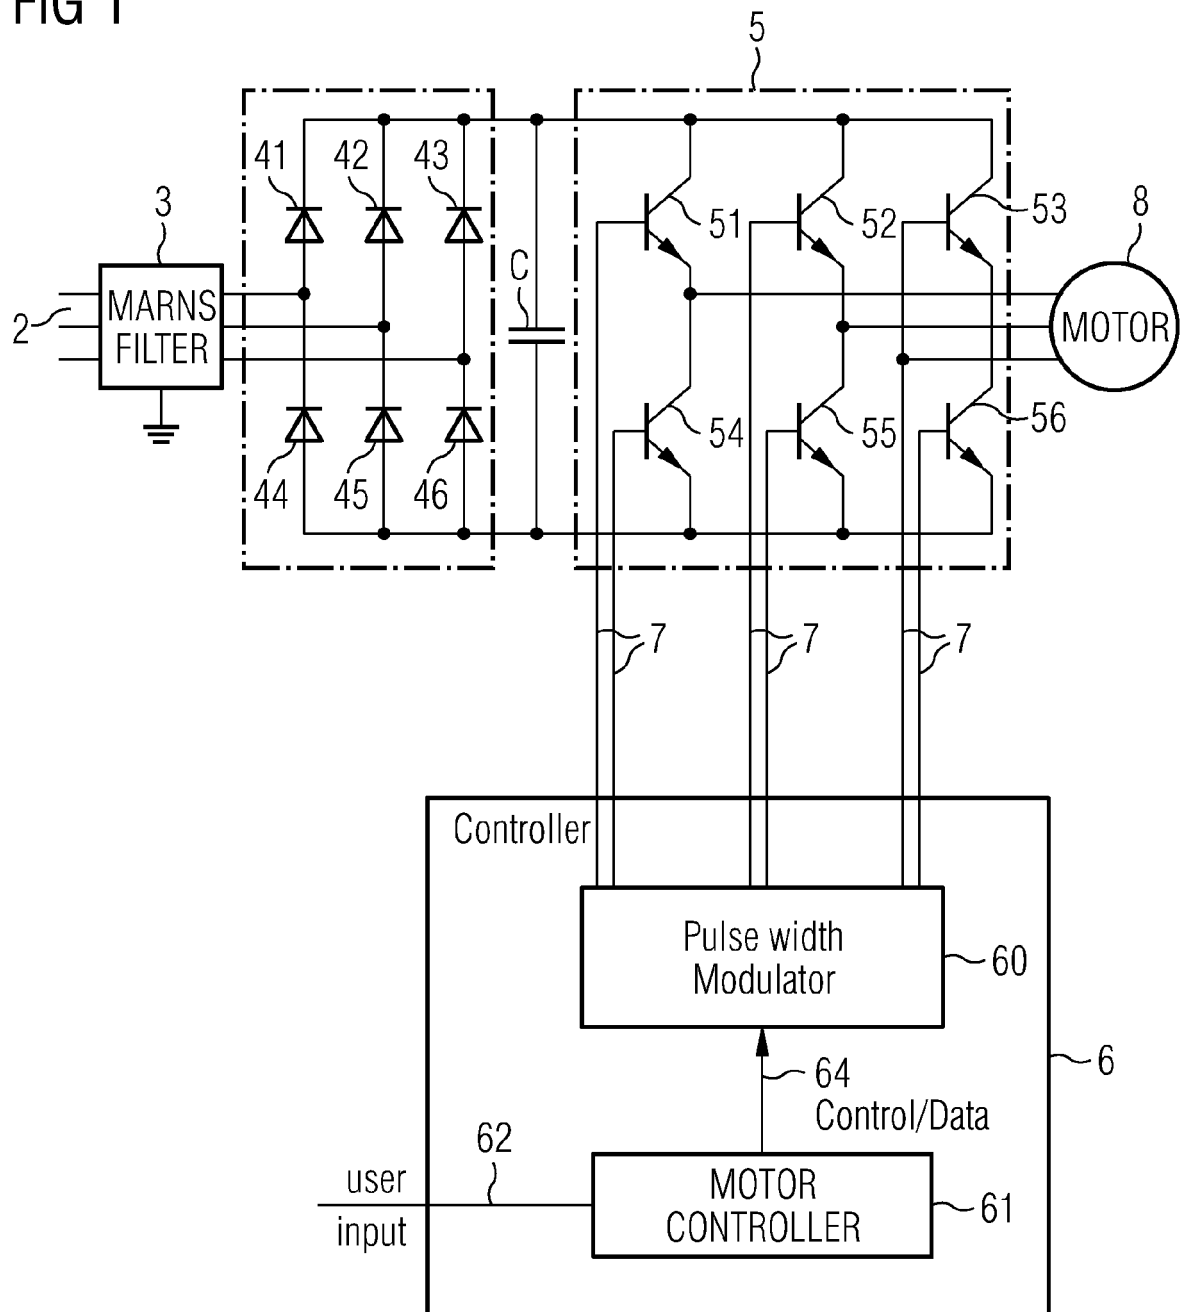 FIG 1
5
41
42
43
3
51
52
53
8
C
2
MARNS
FILTER
MOTOR
54
55
56
44
45
46
7
7
7
Controller
Pulse width
Modulator
60
6
64
Control/Data
62
user
input
MOTOR
CONTROLLER
61